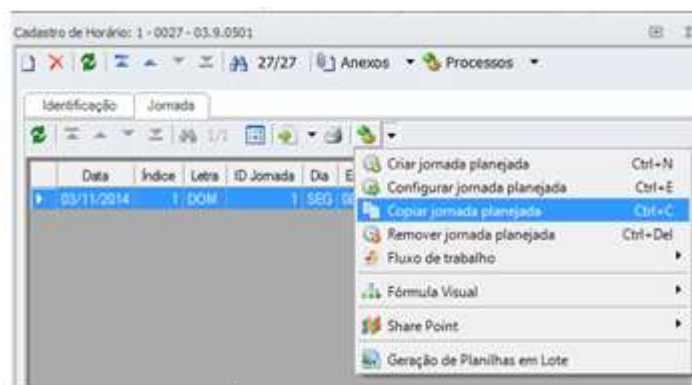 Cadastro de Horário: 1 - 0027 - 03.9.0501
27/27 Anexos Processos
Identificação Jornada
1/1
Data Índice Letra ID Jornada Dia E
03/11/2014 1 DOM 1 SEG
Criar jornada planejada Ctrl+N
Configurar jornada planejada Ctrl+E
Copiar jornada planejada Ctrl+C
Remover jornada planejada Ctrl+Del
Fluxo de trabalho
Fórmula Visual
Share Point
Geração de Planilhas em Lote